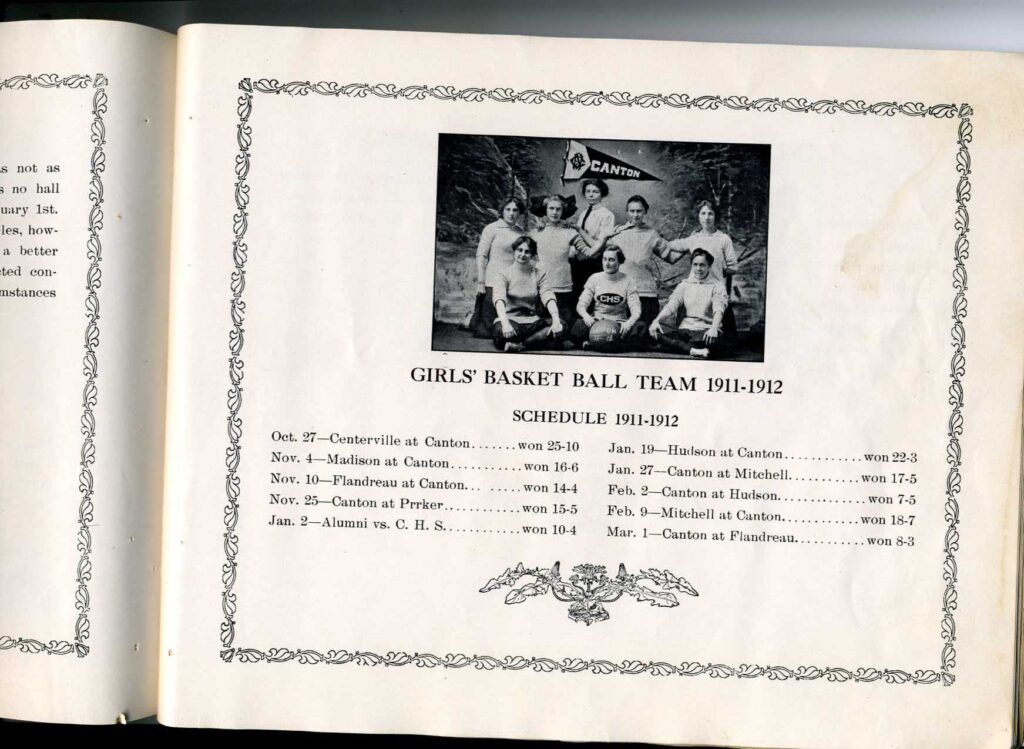 s not as
s no hall
uary 1st.
les, how-
a better
cted con-
mstances
CANTON
CHS
GIRLS' BASKET BALL TEAM 1911-1912
SCHEDULE 1911-1912
Oct. 27—Centerville at Canton......won 25-10
Nov. 4—Madison at Canton..........won 16-6
Nov. 10—Flandreau at Canton... .....won 14-4
Nov. 25—Canton at Prrker...........won 15-5
Jan. 2—Alumni vs. C. H. S..........won 10-4
Jan. 19—Hudson at Canton...........won 22-3
Jan. 27—Canton at Mitchell..........won 17-5
Feb. 2—Canton at Hudson............won 7-5
Feb. 9—Mitchell at Canton...........won 18-7
Mar. 1—Canton at Flandreau..........won 8-3